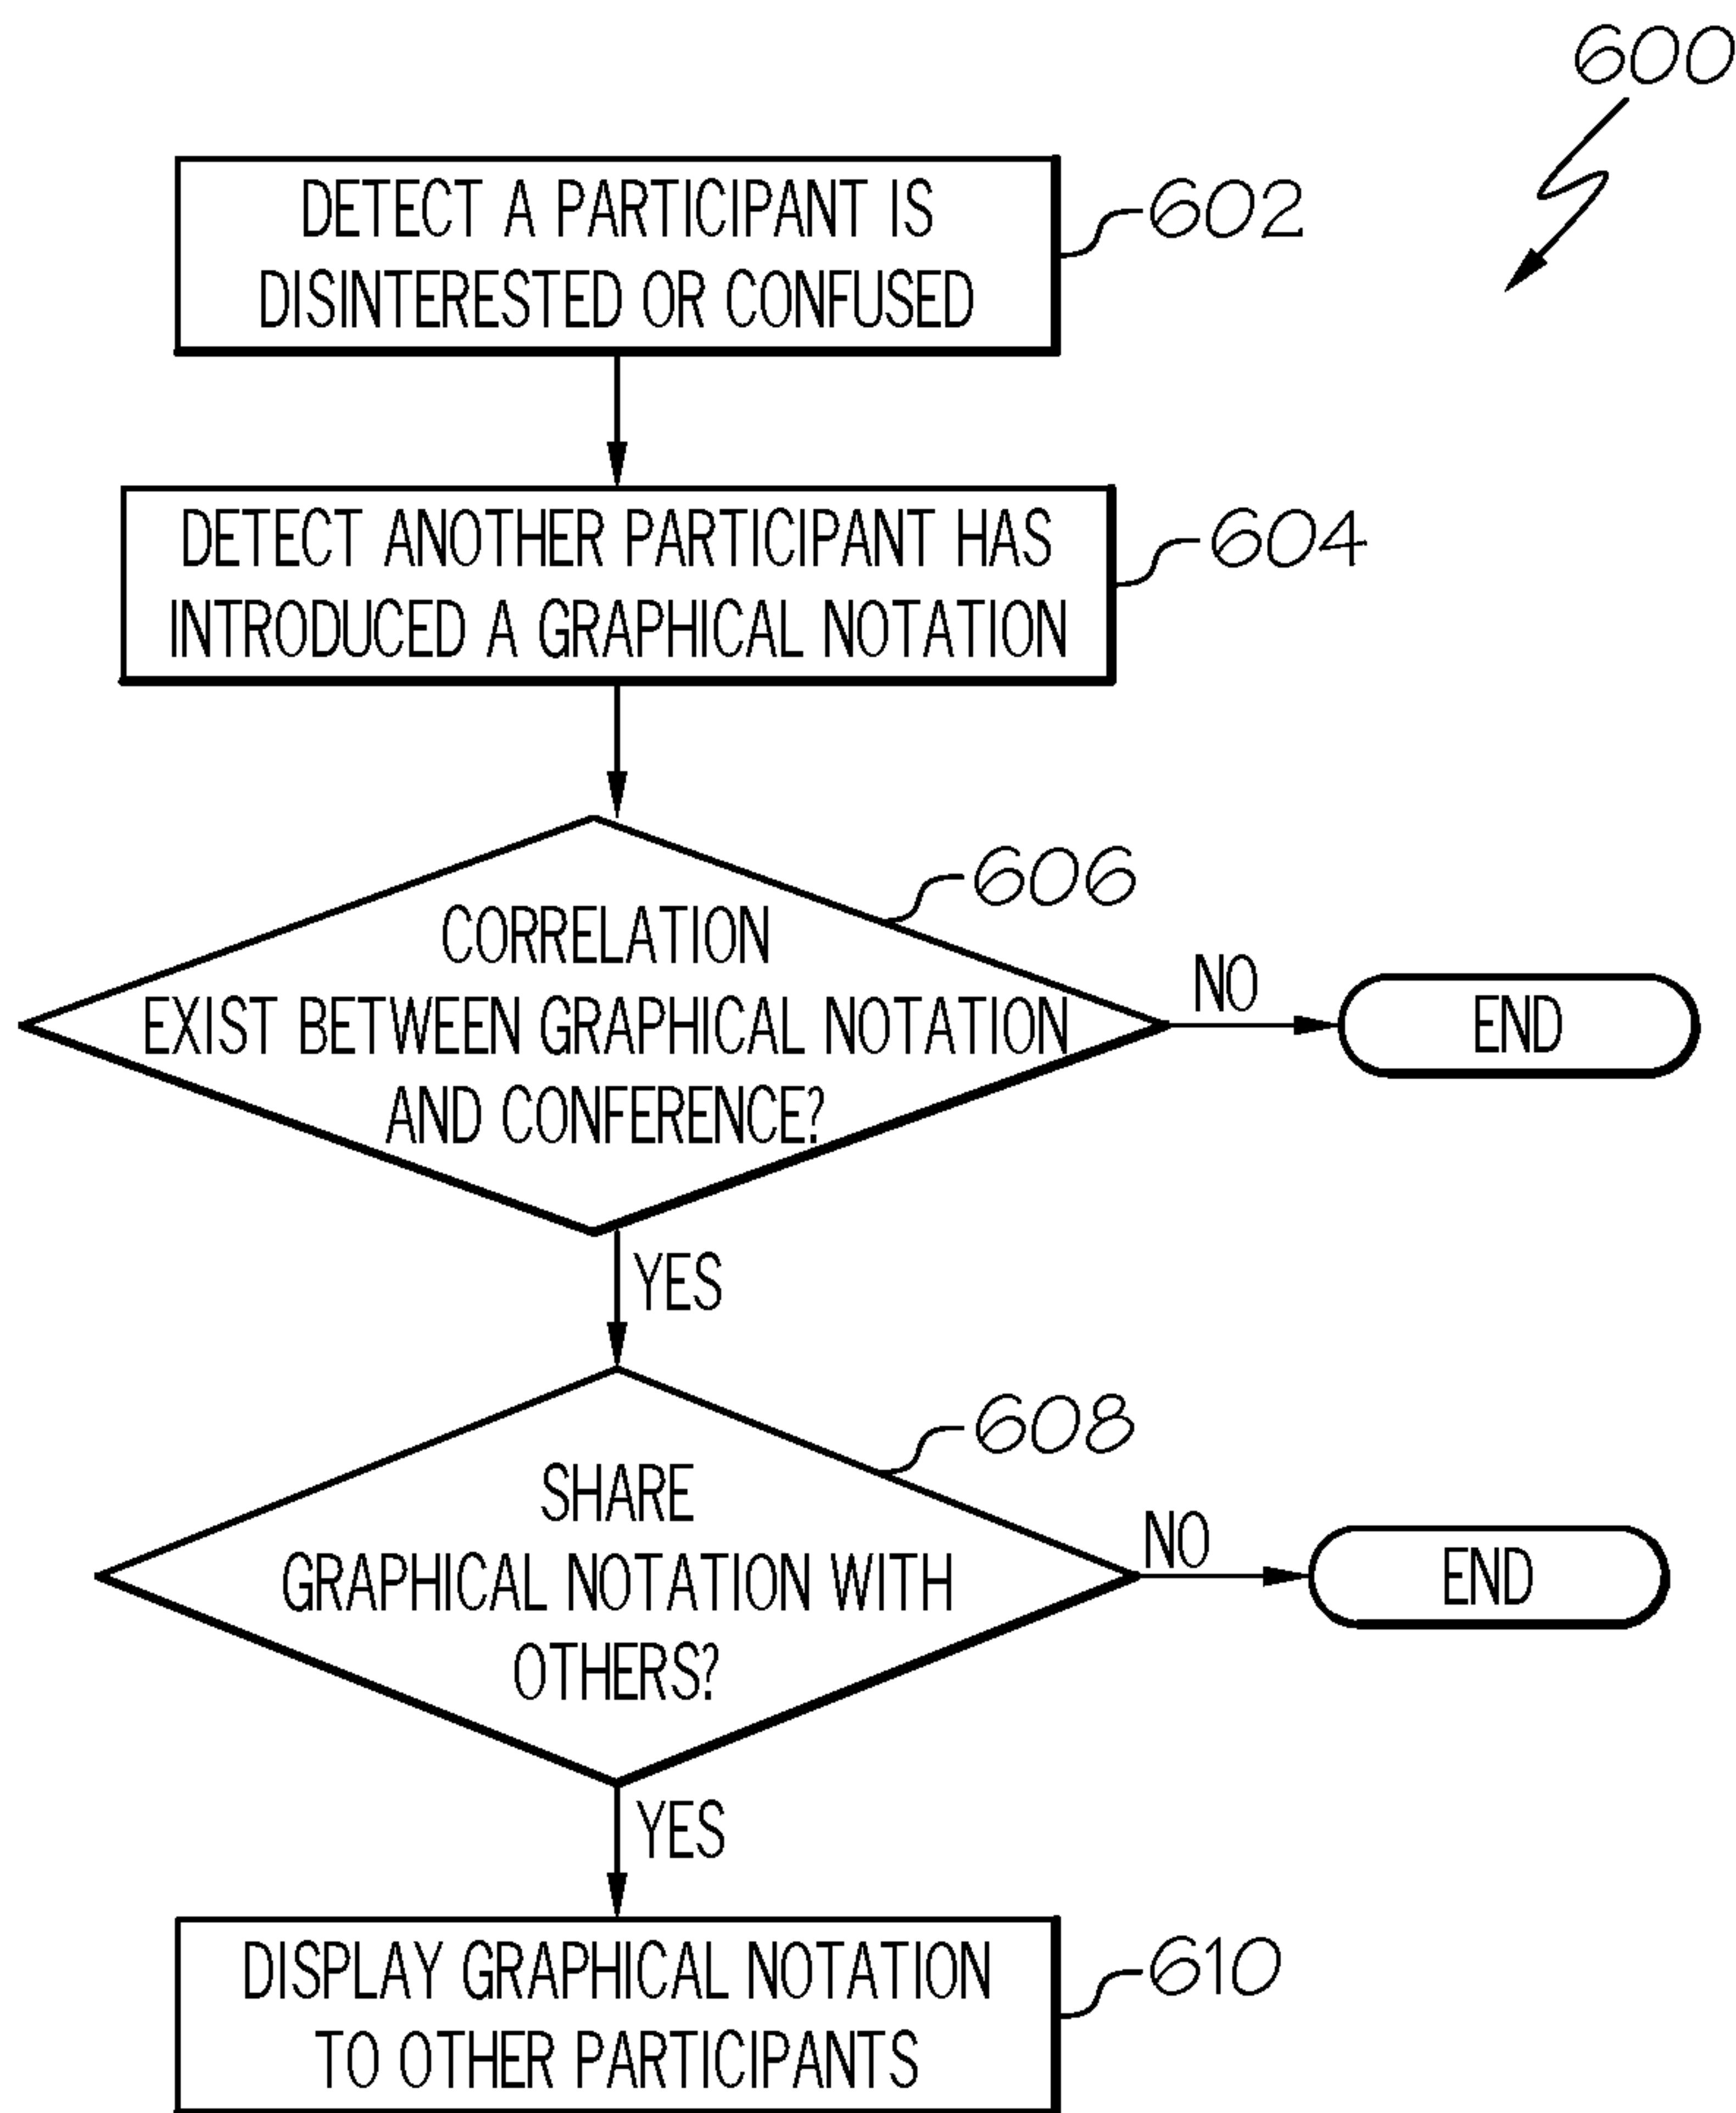 600
DETECT A PARTICIPANT IS
DISINTERESTED OR CONFUSED
602
DETECT ANOTHER PARTICIPANT HAS
INTRODUCED A GRAPHICAL NOTATION
604
606
CORRELATION
EXIST BETWEEN GRAPHICAL NOTATION
AND CONFERENCE?
NO
END
YES
608
SHARE
GRAPHICAL NOTATION WITH
OTHERS?
NO
END
YES
DISPLAY GRAPHICAL NOTATION
TO OTHER PARTICIPANTS
610